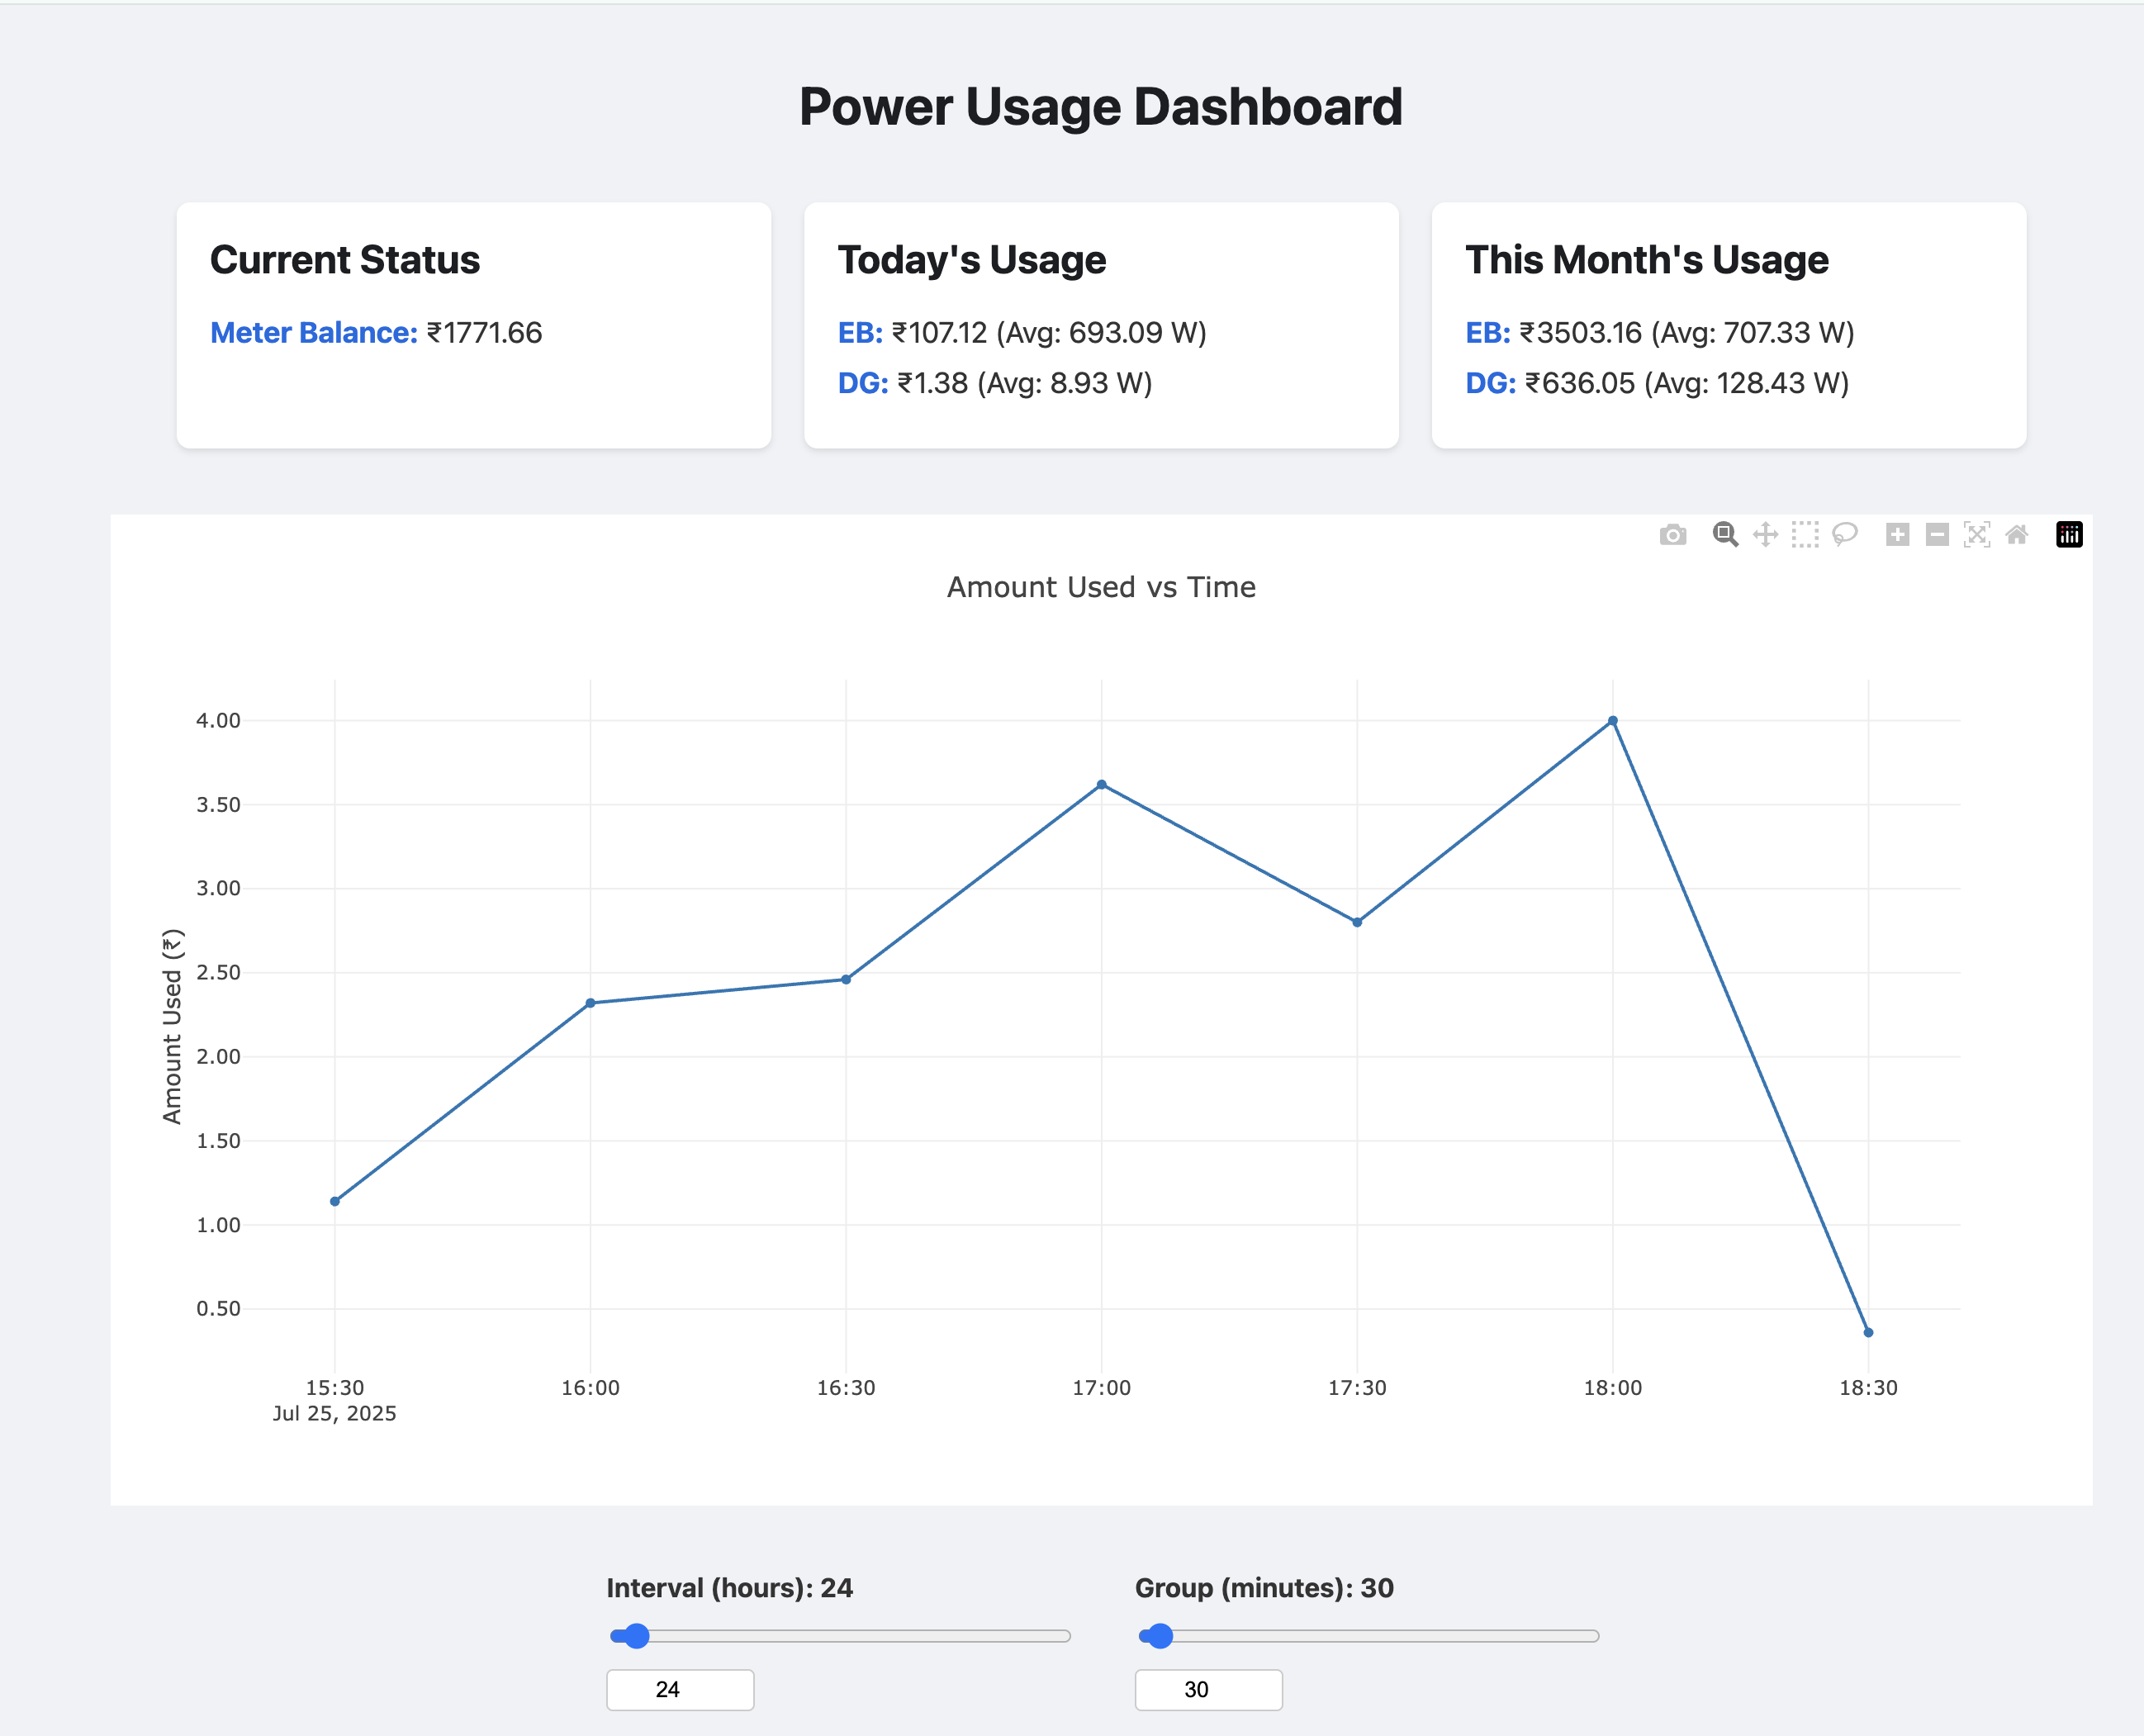 Power Usage Dashboard
Current Status
Meter Balance: ₹1771.66
Today's Usage
EB: ₹107.12 (Avg: 693.09 W)
DG: ₹1.38 (Avg: 8.93 W)
This Month's Usage
EB: ₹3503.16 (Avg: 707.33 W)
DG: ₹636.05 (Avg: 128.43 W)
Amount Used vs Time
Amount Used (₹)
4.00
3.50
3.00
2.50
2.00
1.50
1.00
0.50
15:30 16:00 16:30 17:00 17:30 18:00 18:30
Jul 25, 2025
Interval (hours): 24
24
Group (minutes): 30
30